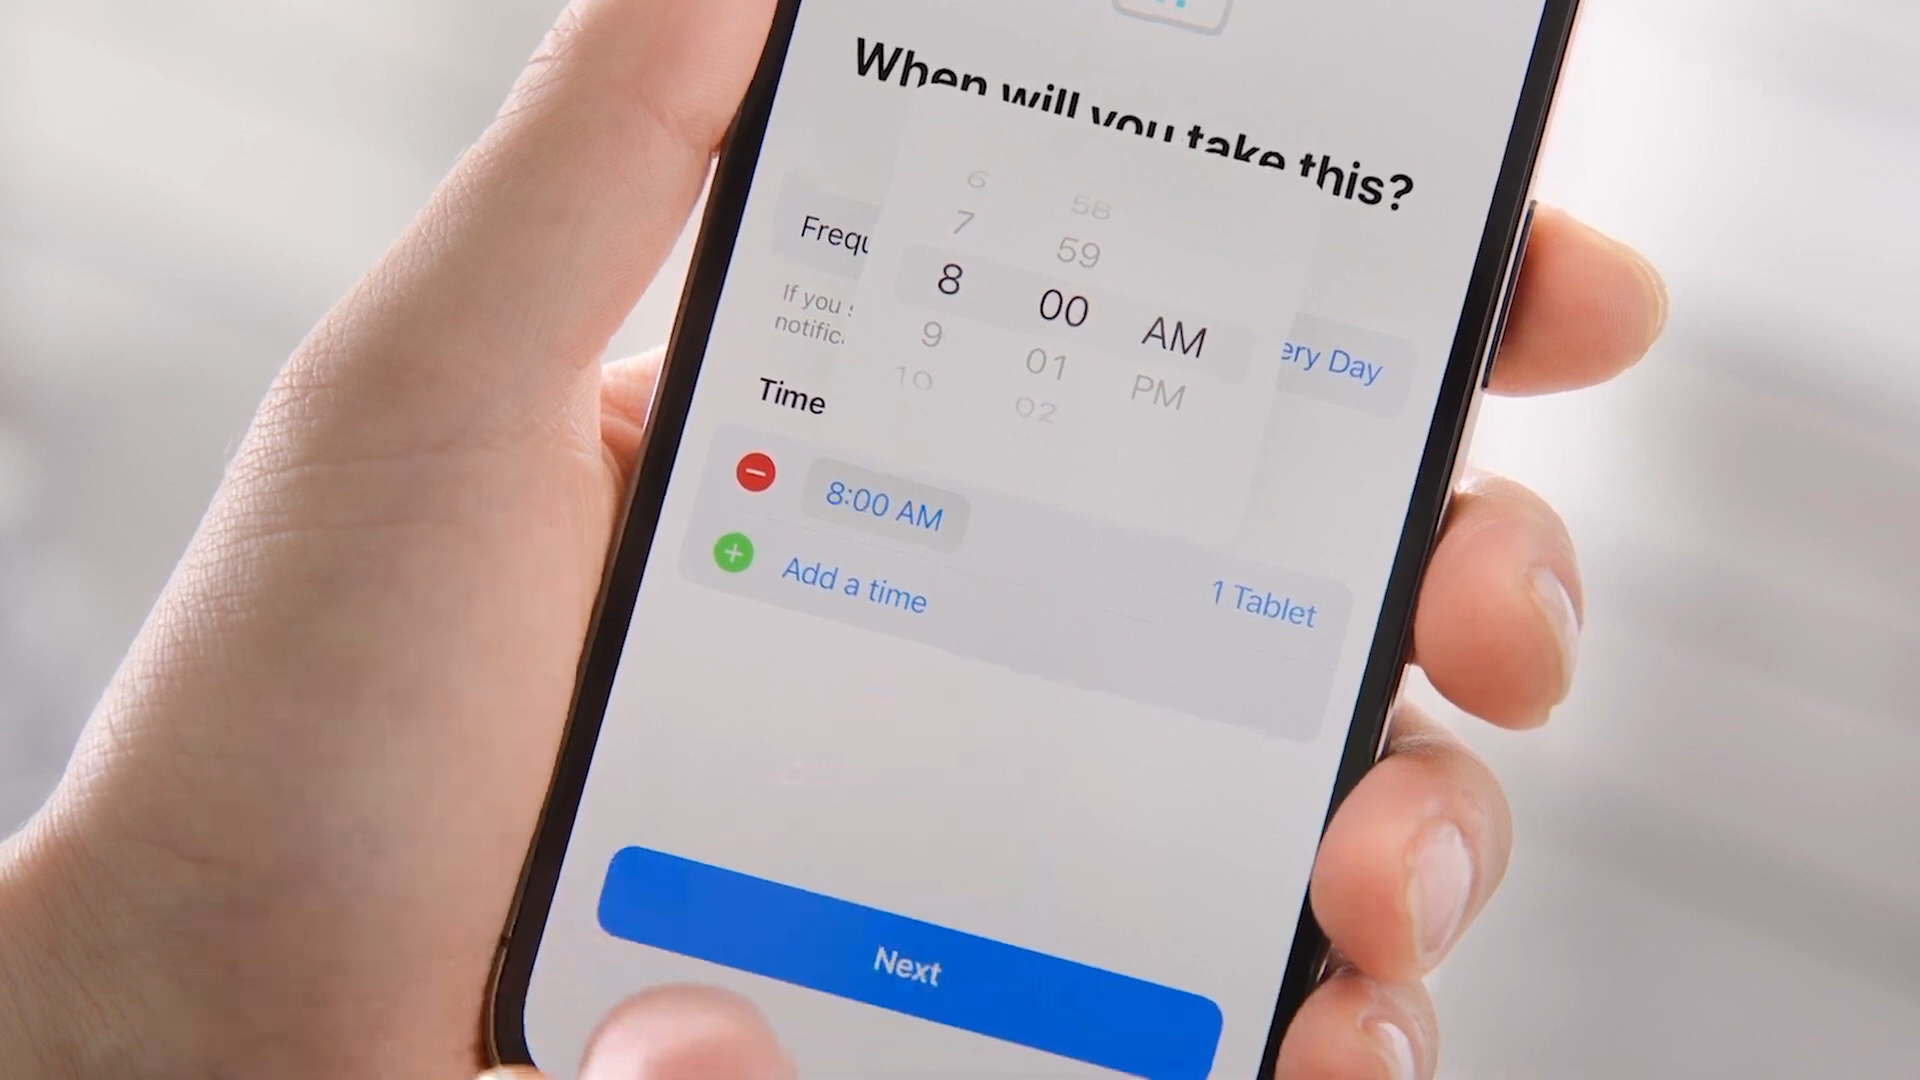 When will you take this?
6 58
7 59
8 00 AM
9 01 PM
10 02
Frequ
ery Day
If you
notific
Time
8:00 AM
1 Tablet
Add a time
Next